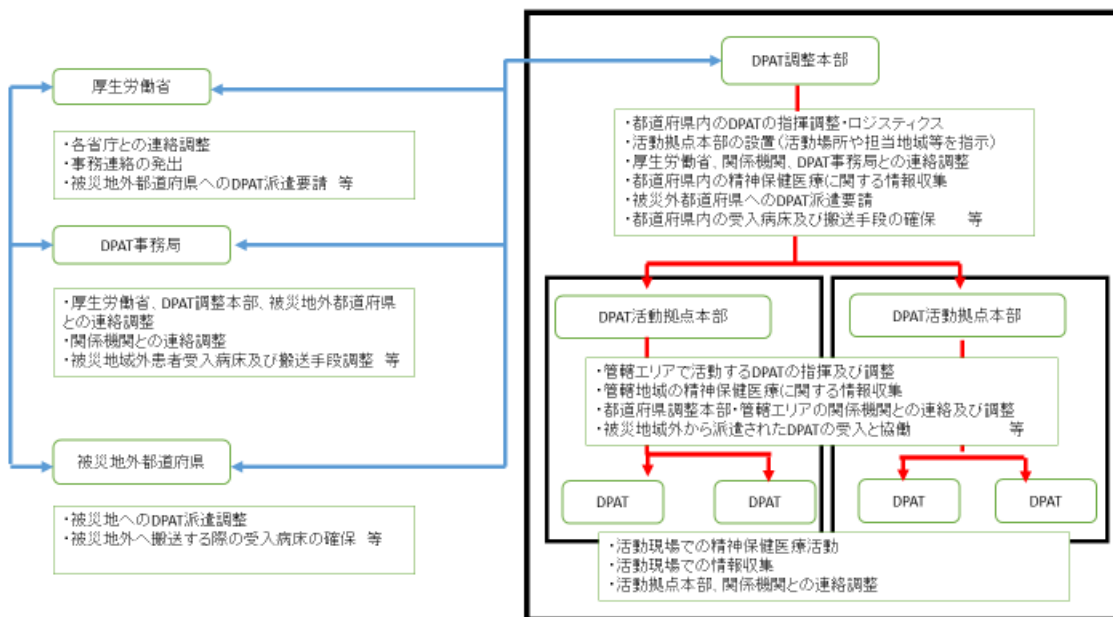 厚生労働省
・各省庁との連絡調整
・事務連絡の発出
・被災地外都道府県へのDPAT派遣要請 等
DPAT事務局
・厚生労働省、DPAT調整本部、被災地外都道府県
との連絡調整
・関係機関との連絡調整
・被災地域外患者受入病床及び搬送手段調整 等
被災地外都道府県
・被災地へのDPAT派遣調整
・被災地外へ搬送する際の受入病床の確保 等
DPAT調整本部
・都道府県内のDPATの指揮調整・ロジスティクス
・活動拠点本部の設置(活動場所や担当地域等を指示)
・厚生労働省、関係機関、DPAT事務局との連絡調整
・都道府県内の精神保健医療に関する情報収集
・被災外都道府県へのDPAT派遣要請
・都道府県内の受入病床及び搬送手段の確保 等
DPAT活動拠点本部
DPAT活動拠点本部
・管轄エリアで活動するDPATの指揮及び調整
・管轄地域の精神保健医療に関する情報収集
・都道府県調整本部・管轄エリアの関係機関との連絡及び調整
・被災地域外から派遣されたDPATの受入と協働 等
DPAT
DPAT
DPAT
DPAT
・活動現場での精神保健医療活動
・活動現場での情報収集
・活動拠点本部、関係機関との連絡調整